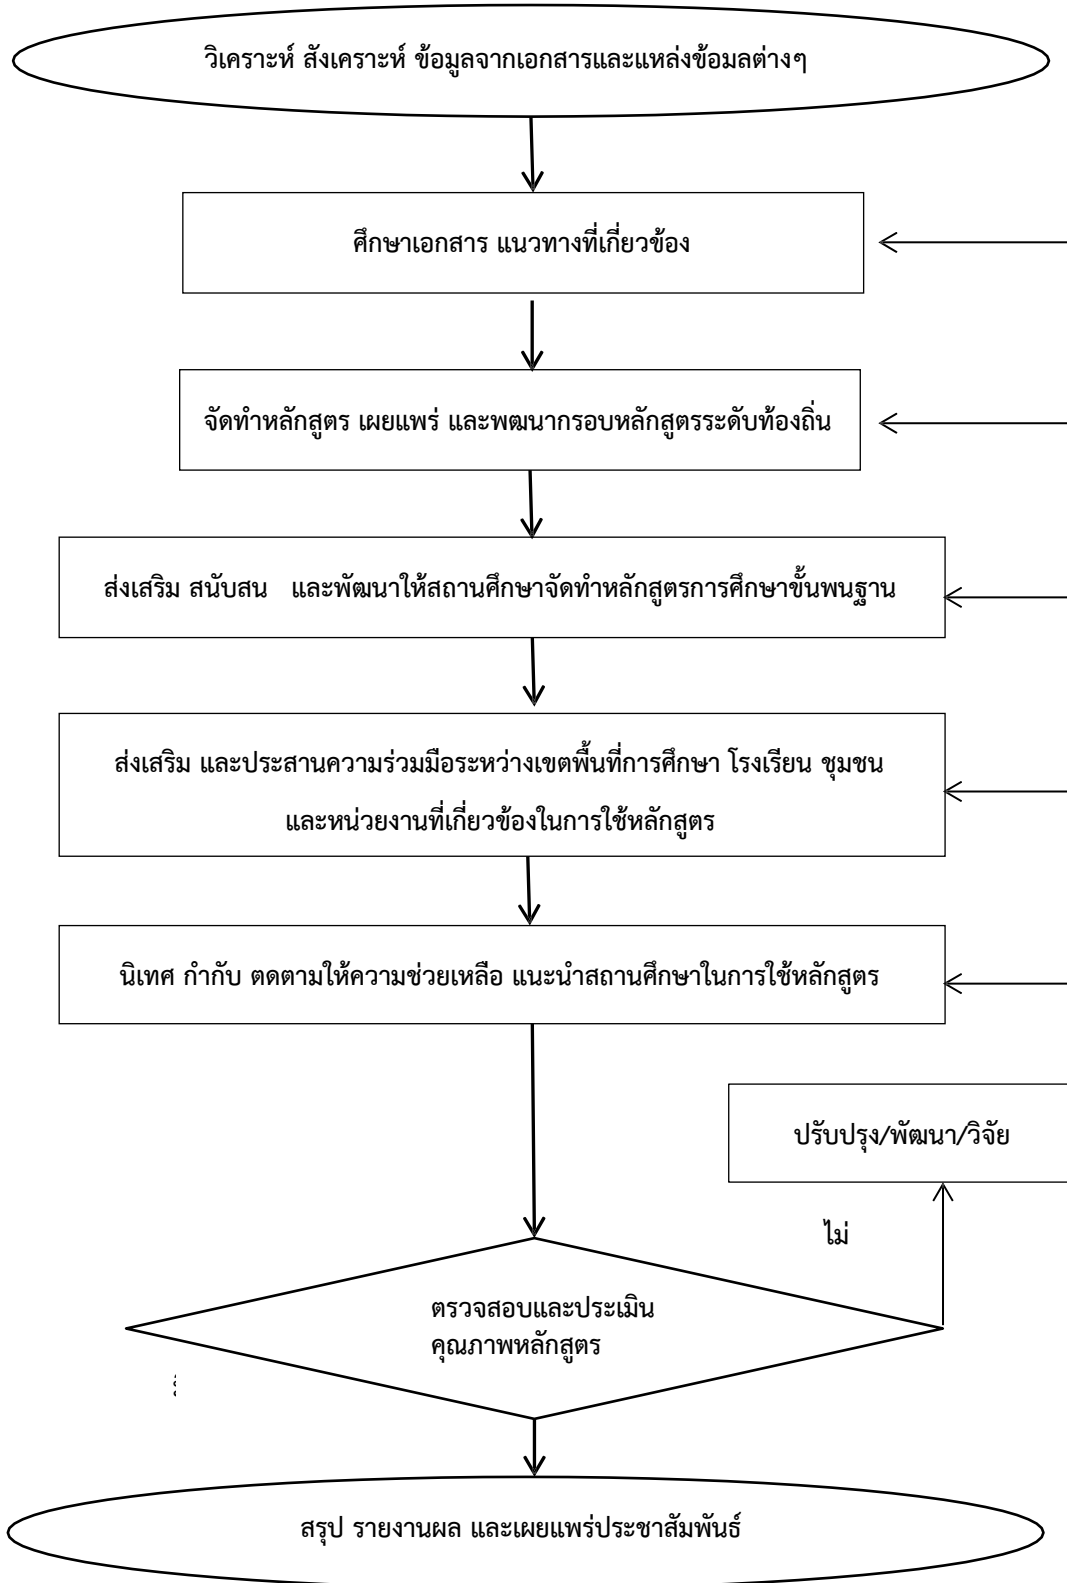 วิเคราะห์ สังเคราะห์ ข้อมูลจากเอกสารและแหล่งข้อมลต่างๆ
ศึกษาเอกสาร แนวทางที่เกี่ยวข้อง
จัดทำหลักสูตร เผยแพร่ และพฒนากรอบหลักสูตรระดับท้องถิ่น
ส่งเสริม สนับสน และพัฒนาให้สถานศึกษาจัดทำหลักสูตรการศึกษาขั้นพนฐาน
ส่งเสริม และประสานความร่วมมือระหว่างเขตพื้นที่การศึกษา โรงเรียน ชุมชน
และหน่วยงานที่เกี่ยวข้องในการใช้หลักสูตร
นิเทศ กำกับ ตดตามให้ความช่วยเหลือ แนะนำสถานศึกษาในการใช้หลักสูตร
ปรับปรุง/พัฒนา/วิจัย
ไม่
ตรวจสอบและประเมิน
คุณภาพหลักสูตร
สรุป รายงานผล และเผยแพร่ประชาสัมพันธ์